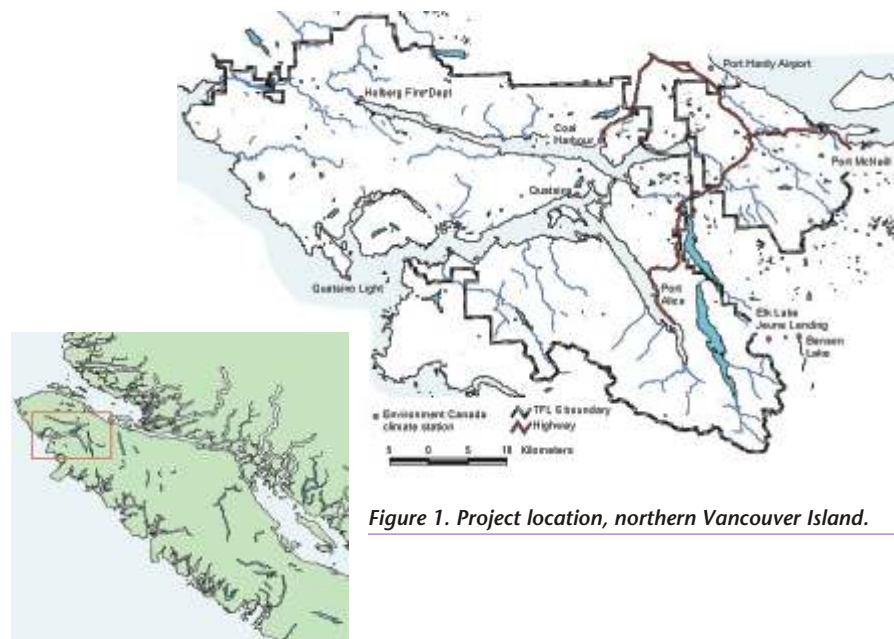 Port Hardy Airport
Holberg Fire Dept
Coal
Harbour
Port McNeill
Quatsino
Quatsino Light
Port
Alice
Elk Lake
Jeune Landing
Benson
Lake
Environment Canada
climate station
TFL 6 boundary
Highway
5 0 5 10 Kilometers
Figure 1. Project location, northern Vancouver Island.